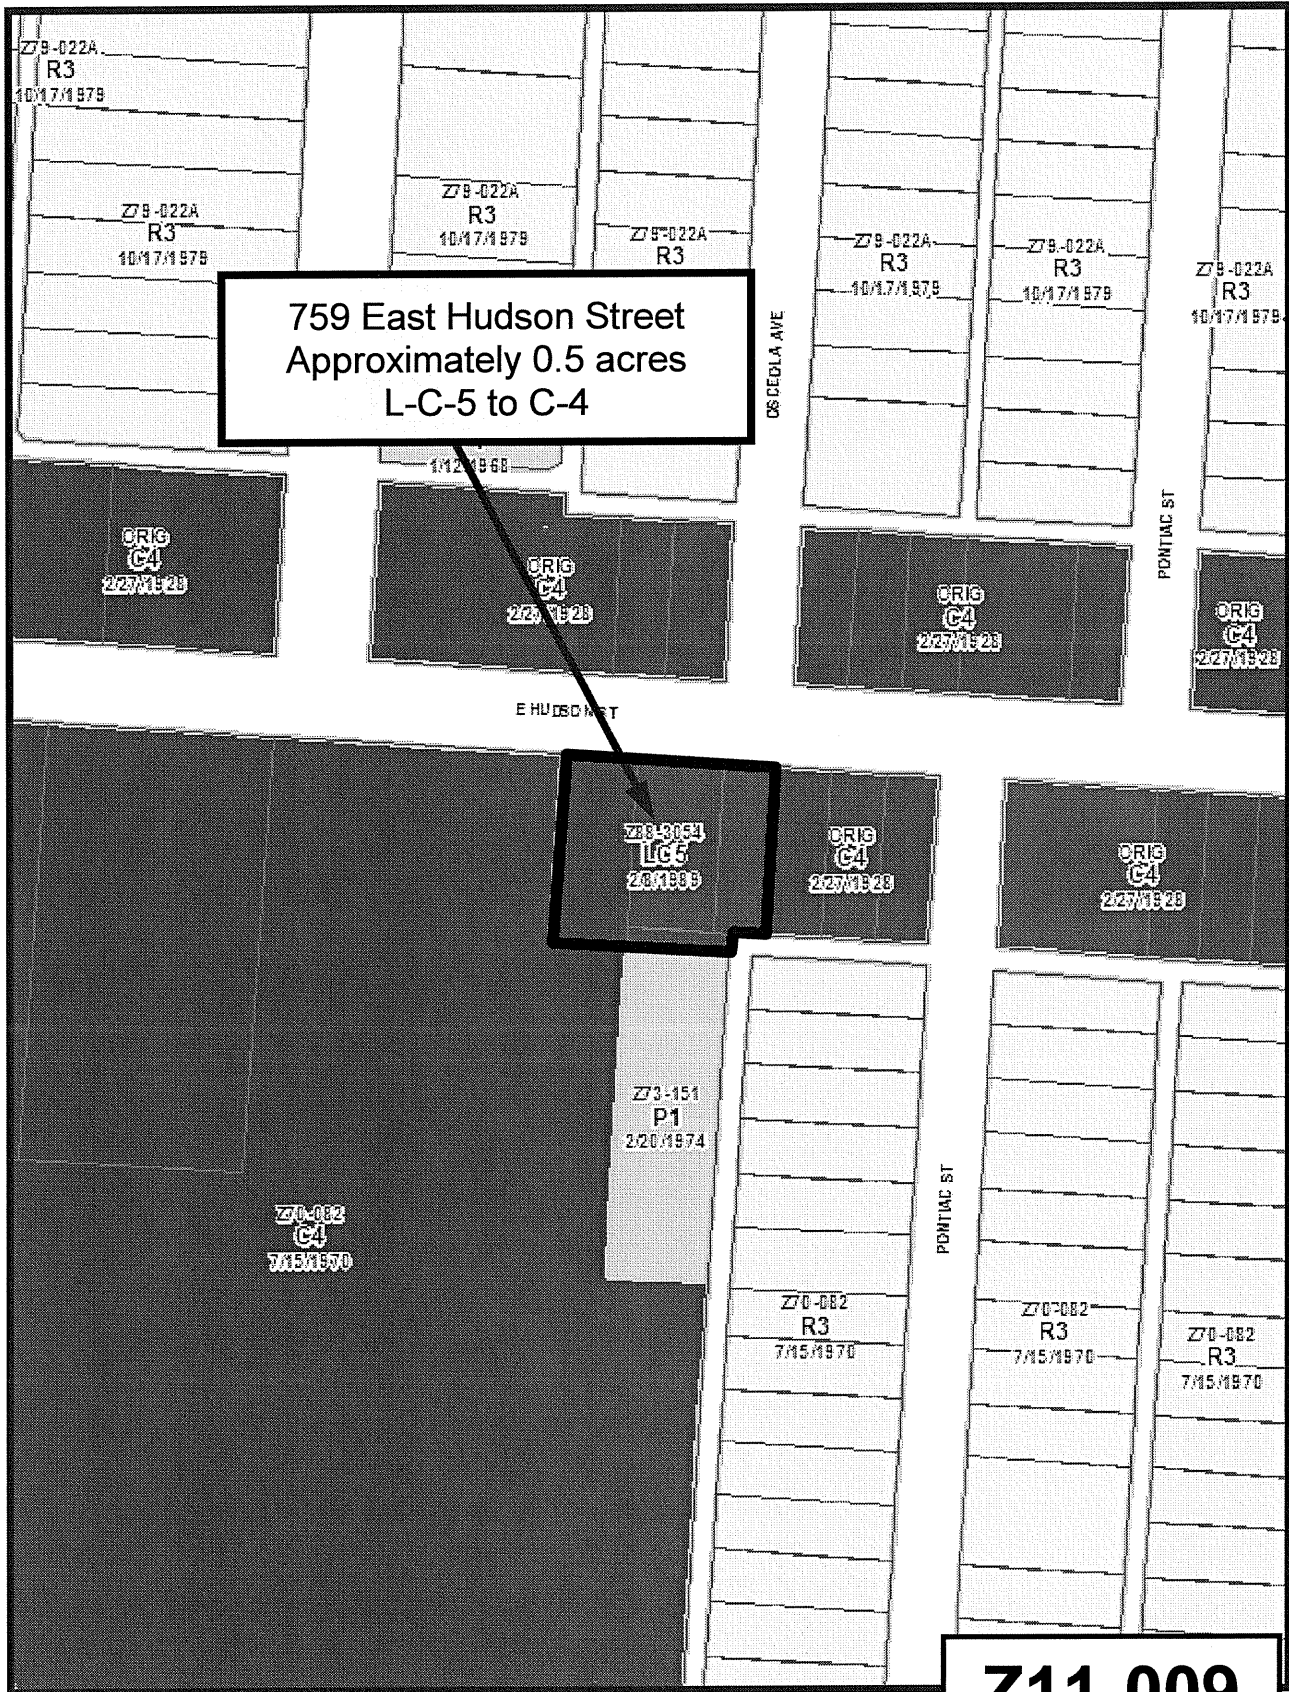 Z79-022A
R3
10/17/1979
Z79-022A
R3
10/17/1979
Z79-022A
R3
10/17/1979
Z79-022A
R3
Z79-022A
R3
10/17/1979
Z79-022A
R3
10/17/1979
Z79-022A
R3
10/17/1979
759 East Hudson Street
Approximately 0.5 acres
L-C-5 to C-4
OSCEOLA AVE
1/12/1968
PONTIAC ST
ORIG
C4
2/27/1928
ORIG
C4
2/27/1928
ORIG
C4
2/27/1928
ORIG
C4
2/27/1928
E HUDSON ST
Z88-3054
LC5
2/8/1989
ORIG
C4
2/27/1928
ORIG
C4
2/27/1928
Z73-151
P1
2/20/1974
PONTIAC ST
Z70-082
C4
7/15/1970
Z70-082
R3
7/15/1970
Z70-082
R3
7/15/1970
Z70-082
R3
7/15/1970
Z11-009